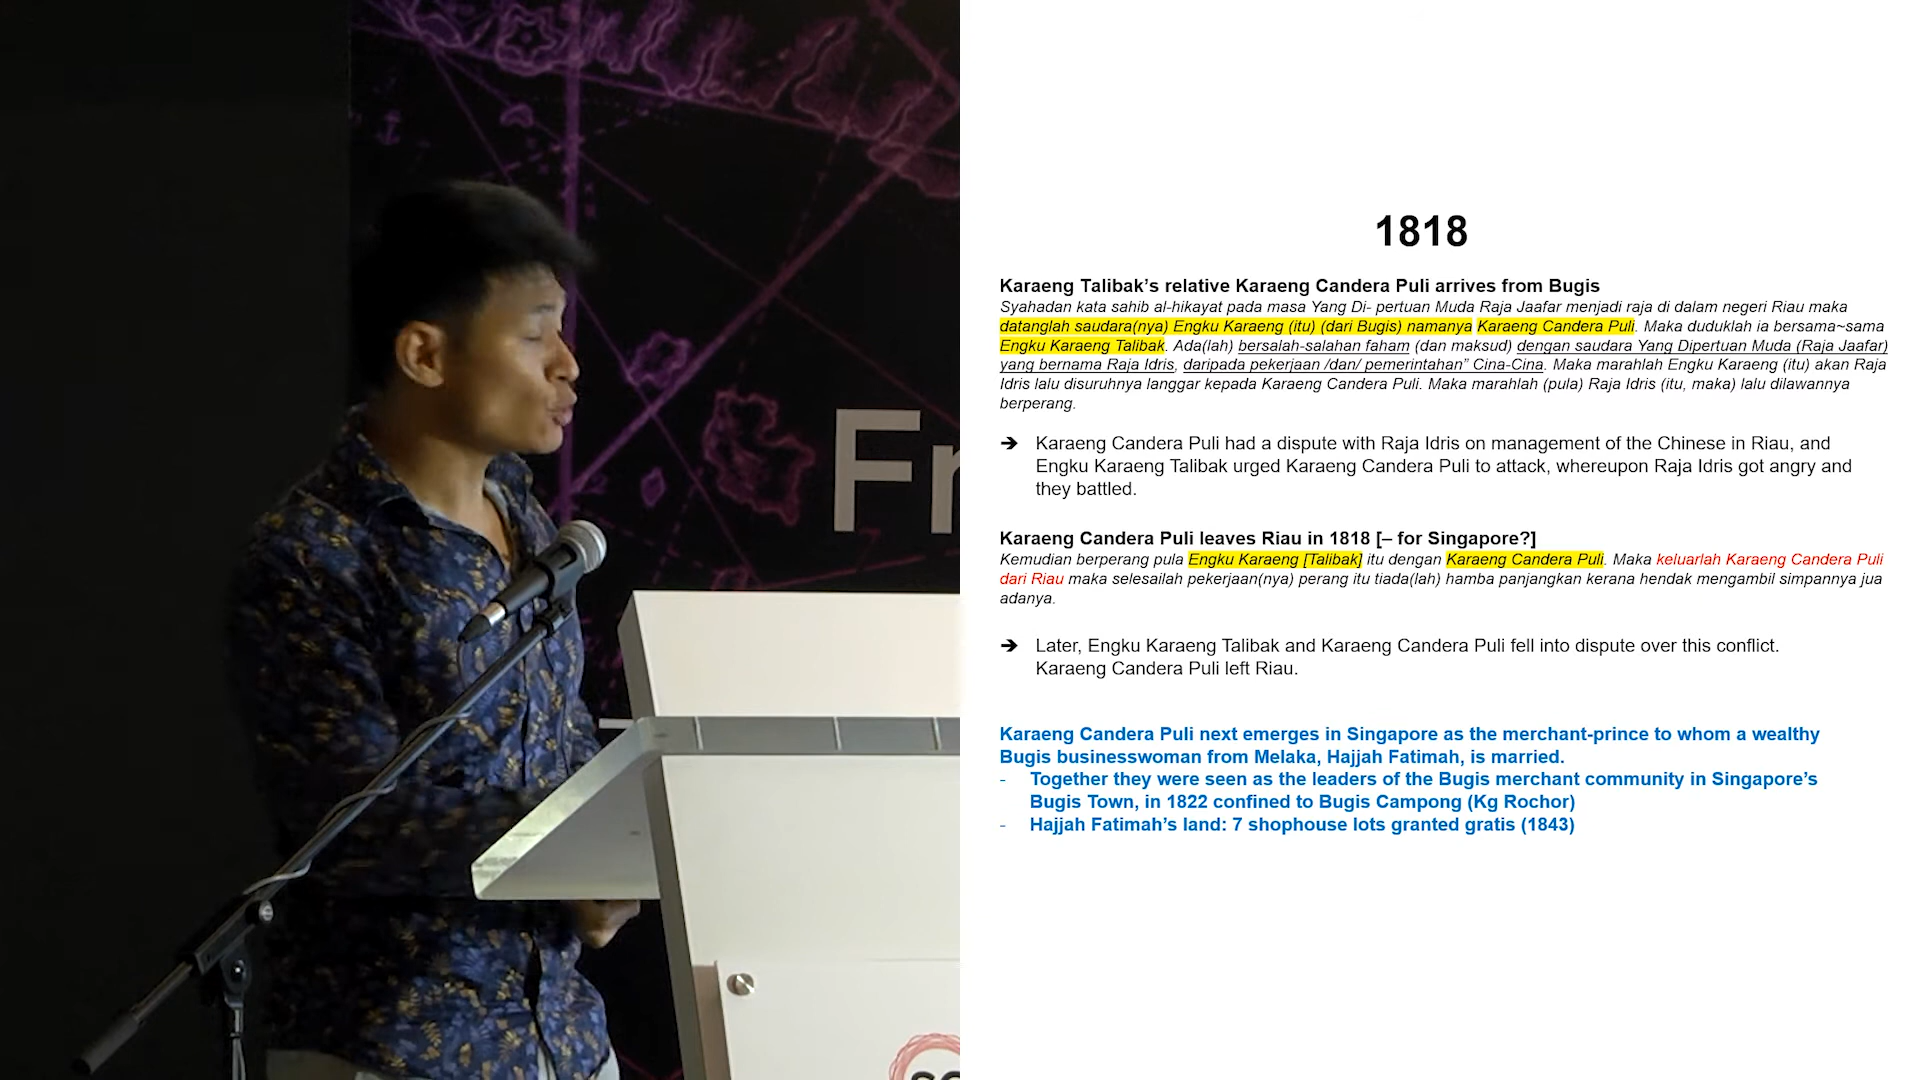 Fr
1818
Karaeng Talibak’s relative Karaeng Candera Puli arrives from Bugis
Syahadan kata sahib al-hikayat pada masa Yang Di- pertuan Muda Raja Jaafar menjadi raja di dalam negeri Riau maka
datanglah saudara(nya) Engku Karaeng (itu) (dari Bugis) namanya Karaeng Candera Puli. Maka duduklah ia bersama~sama
Engku Karaeng Talibak. Ada(lah) bersalah-salahan faham (dan maksud) dengan saudara Yang Dipertuan Muda (Raja Jaafar)
yang bernama Raja Idris, daripada pekerjaan /dan/ pemerintahan” Cina-Cina. Maka marahlah Engku Karaeng (itu) akan Raja
Idris lalu disuruhnya langgar kepada Karaeng Candera Puli. Maka marahlah (pula) Raja Idris (itu, maka) lalu dilawannya
berperang.
➔ Karaeng Candera Puli had a dispute with Raja Idris on management of the Chinese in Riau, and
Engku Karaeng Talibak urged Karaeng Candera Puli to attack, whereupon Raja Idris got angry and
they battled.
Karaeng Candera Puli leaves Riau in 1818 [– for Singapore?]
Kemudian berperang pula Engku Karaeng [Talibak] itu dengan Karaeng Candera Puli. Maka keluarlah Karaeng Candera Puli
dari Riau maka selesailah pekerjaan(nya) perang itu tiada(lah) hamba panjangkan kerana hendak mengambil simpannya jua
adanya.
➔ Later, Engku Karaeng Talibak and Karaeng Candera Puli fell into dispute over this conflict.
Karaeng Candera Puli left Riau.
Karaeng Candera Puli next emerges in Singapore as the merchant-prince to whom a wealthy
Bugis businesswoman from Melaka, Hajjah Fatimah, is married.
- Together they were seen as the leaders of the Bugis merchant community in Singapore’s
Bugis Town, in 1822 confined to Bugis Campong (Kg Rochor)
- Hajjah Fatimah’s land: 7 shophouse lots granted gratis (1843)